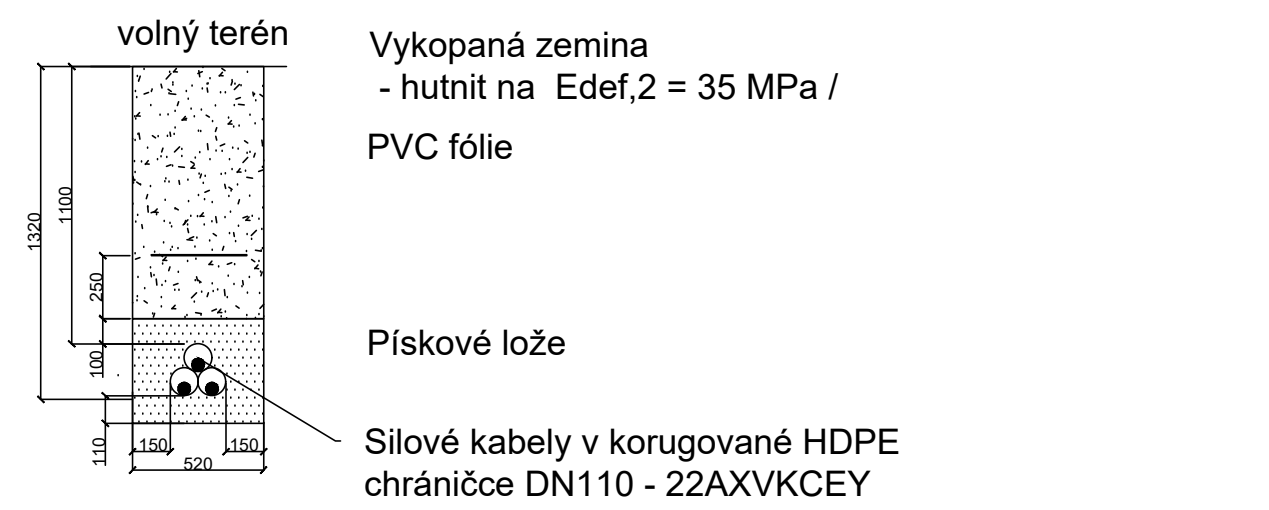 volný terén
Vykopaná zemina
- hutnit na Edef,2 = 35 MPa /
PVC fólie
1320
1100
250
100
Pískové lože
110
150
150
520
Silové kabely v korugované HDPE
chráničce DN110 - 22AXVKCEY